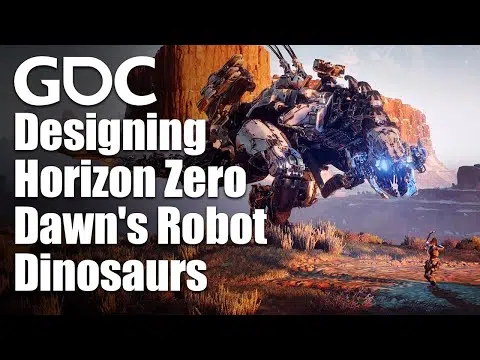 GDC
Designing
Horizon Zero
Dawn's Robot
Dinosaurs